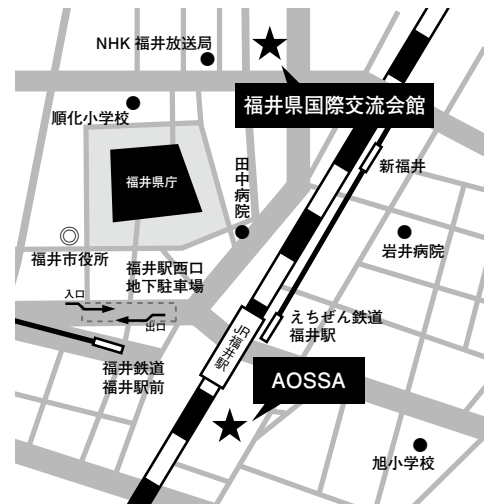 NHK 福井放送局
福井県国際交流会館
順化小学校
新福井
福井県庁
田中病院
福井市役所
岩井病院
福井駅西口
地下駐車場
入口
出口
えちぜん鉄道
福井駅
JR福井駅
福井鉄道
福井駅前
AOSSA
旭小学校